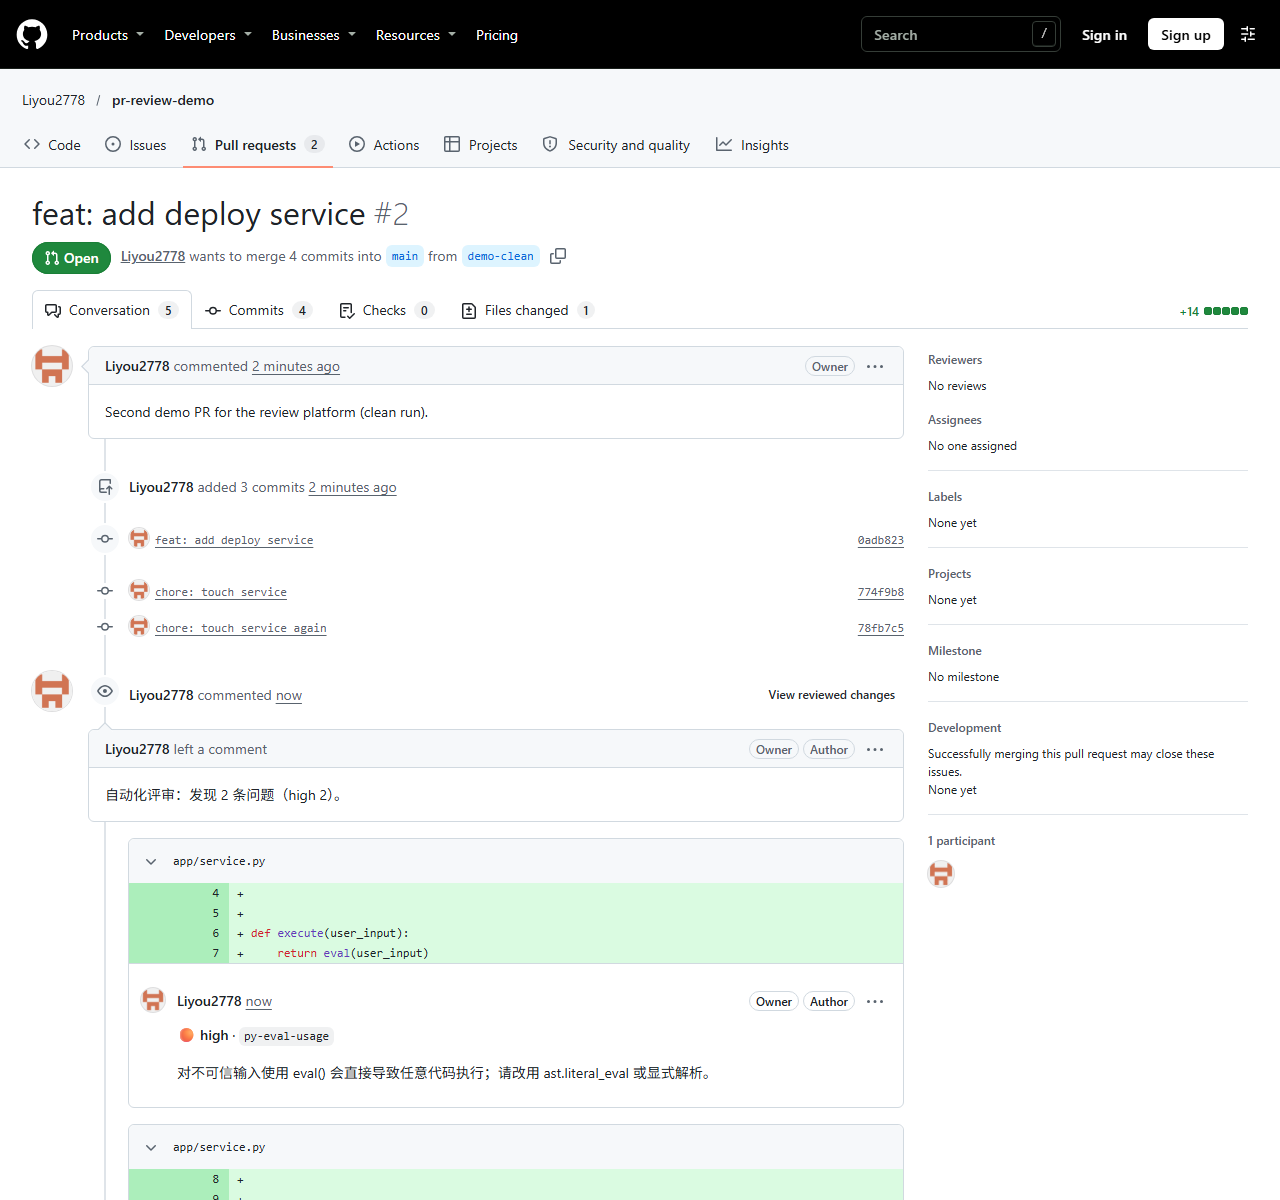 Products Developers Businesses Resources Pricing Search / Sign in Sign up
Liyou2778 / pr-review-demo
Code Issues Pull requests 2 Actions Projects Security and quality Insights
feat: add deploy service #2
Open Liyou2778 wants to merge 4 commits into main from demo-clean
Conversation 5 Commits 4 Checks 0 Files changed 1 +14
Liyou2778 commented 2 minutes ago Owner
Second demo PR for the review platform (clean run).
Liyou2778 added 3 commits 2 minutes ago
feat: add deploy service 0adb823
chore: touch service 774f9b8
chore: touch service again 78fb7c5
Liyou2778 commented now View reviewed changes
Liyou2778 left a comment Owner Author
自动化评审：发现 2 条问题（high 2）。
app/service.py
4 +
5 +
6 + def execute(user_input):
7 + return eval(user_input)
Liyou2778 now Owner Author
high · py-eval-usage
对不可信输入使用 eval() 会直接导致任意代码执行；请改用 ast.literal_eval 或显式解析。
app/service.py
8 +
9 +
Reviewers
No reviews
Assignees
No one assigned
Labels
None yet
Projects
None yet
Milestone
No milestone
Development
Successfully merging this pull request may close these
issues.
None yet
1 participant